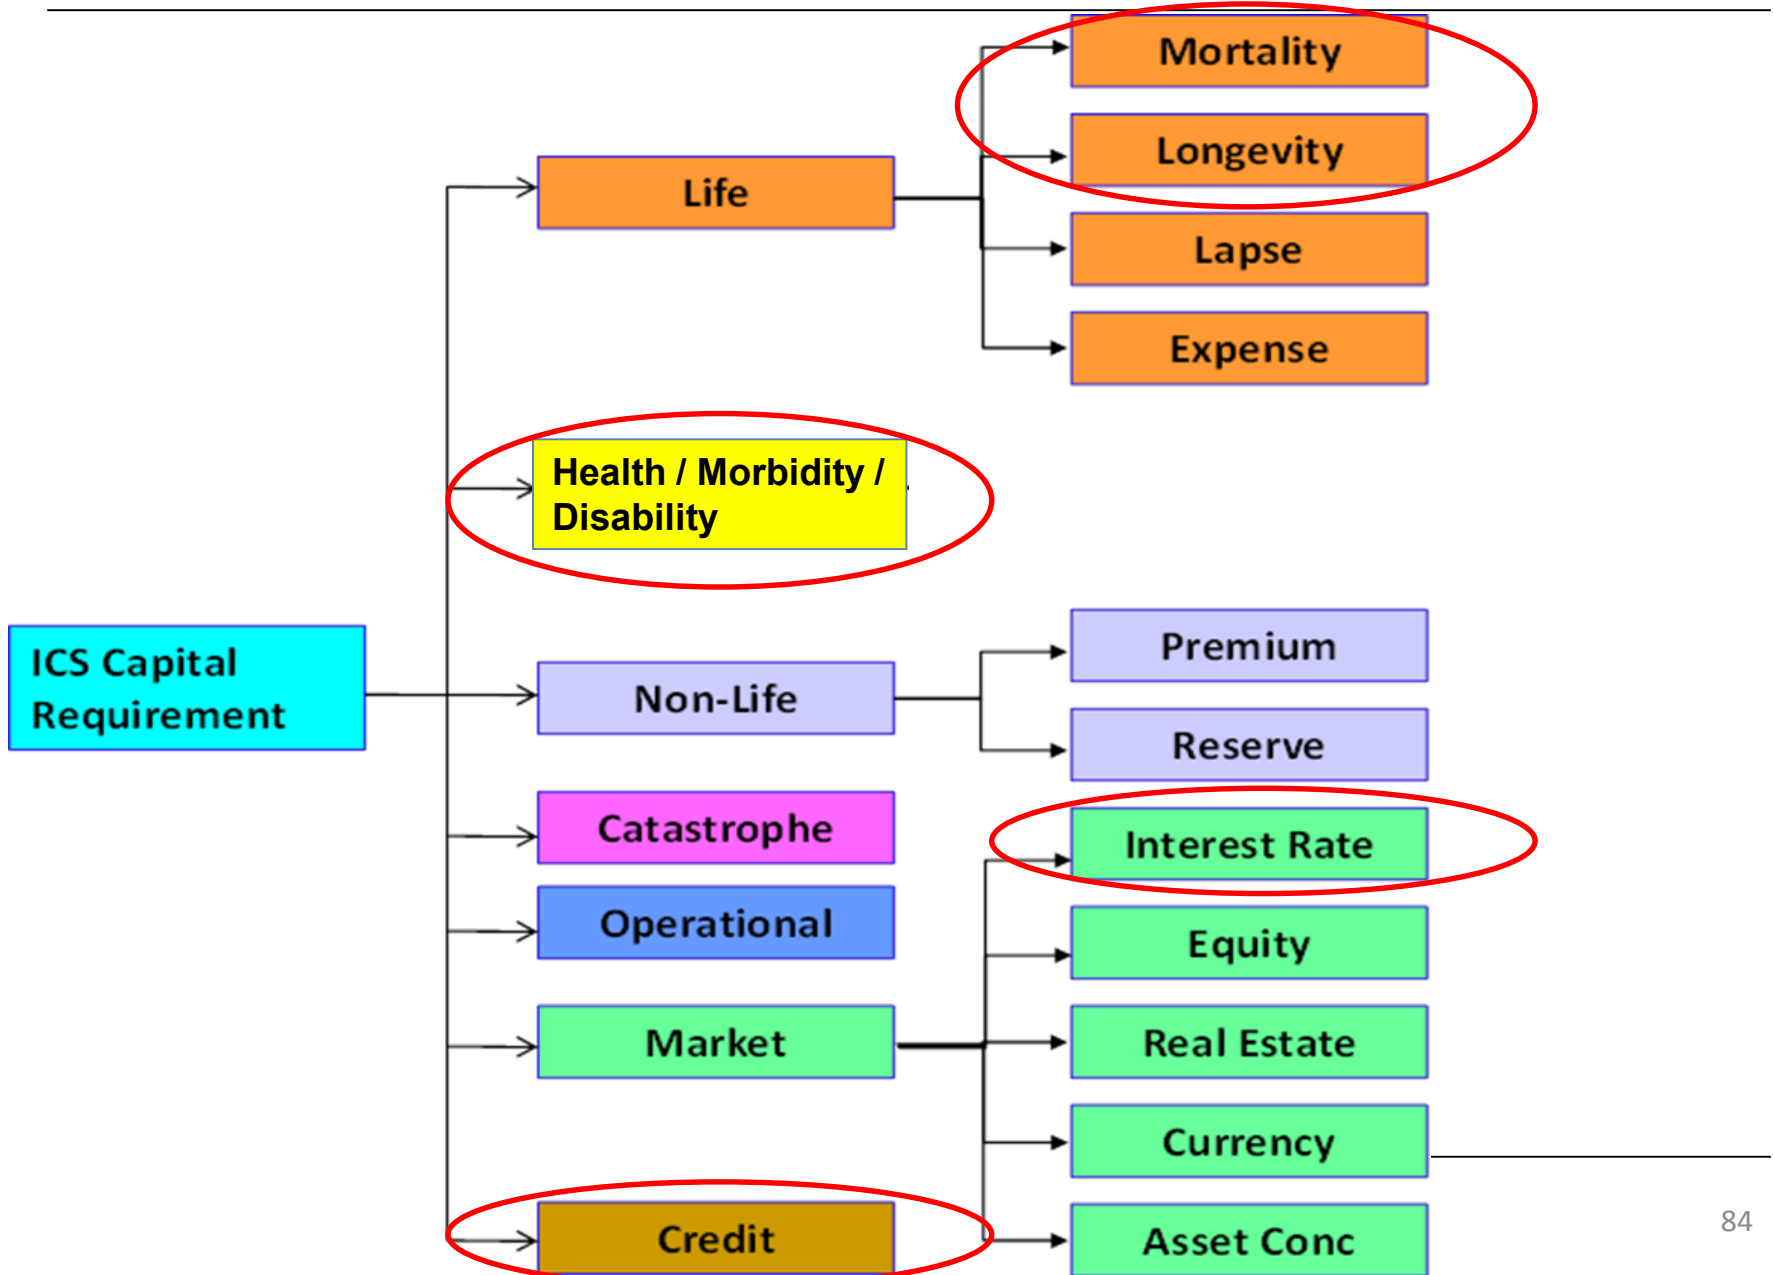 Mortality
Longevity
Life
Lapse
Expense
Health / Morbidity /
Disability
ICS Capital
Requirement
Premium
Non-Life
Reserve
Catastrophe
Interest Rate
Operational
Equity
Market
Real Estate
Currency
Credit
Asset Conc
84